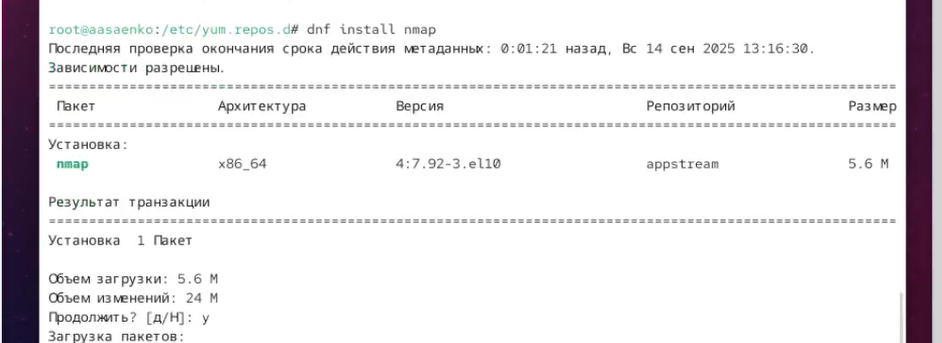 root@aasaenko:/etc/yum.repos.d# dnf install nmap
Последняя проверка окончания срока действия метаданных: 0:01:21 назад, Вс 14 сен 2025 13:16:30.
Зависимости разрешены.
================================================================================
Пакет Архитектура Версия Репозиторий Размер
================================================================================
Установка:
nmap x86_64 4:7.92-3.el10 appstream 5.6 M
Результат транзакции
================================================================================
Установка 1 Пакет
Объем загрузки: 5.6 M
Объем изменений: 24 M
Продолжить? [д/Н]: y
Загрузка пакетов: